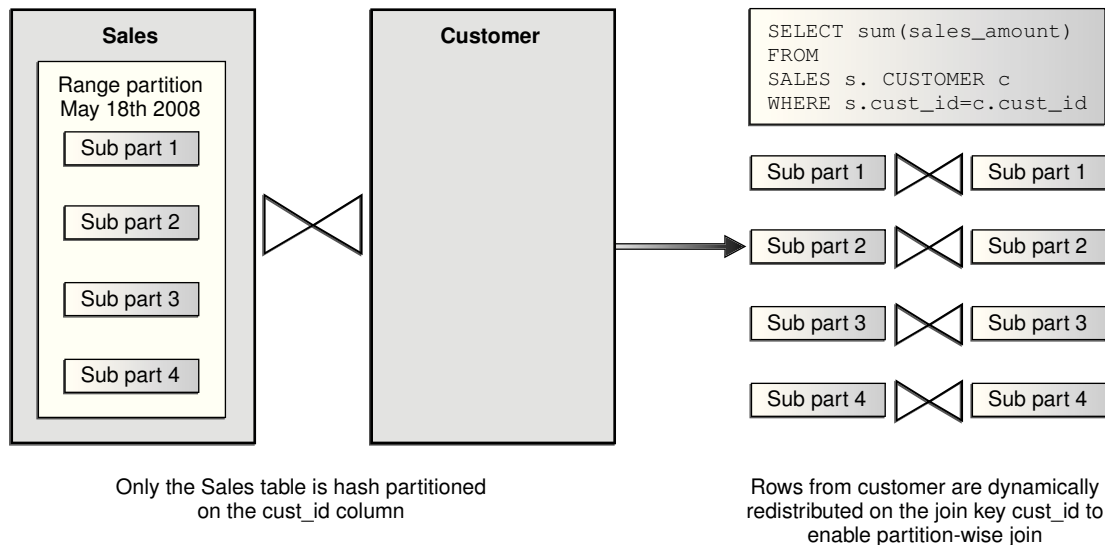 Sales
Range partition
May 18th 2008
Sub part 1
Sub part 2
Sub part 3
Sub part 4
Customer
SELECT sum(sales_amount)
FROM
SALES s. CUSTOMER c
WHERE s.cust_id=c.cust_id
Sub part 1 Sub part 1
Sub part 2 Sub part 2
Sub part 3 Sub part 3
Sub part 4 Sub part 4
Only the Sales table is hash partitioned
on the cust_id column
Rows from customer are dynamically
redistributed on the join key cust_id to
enable partition-wise join